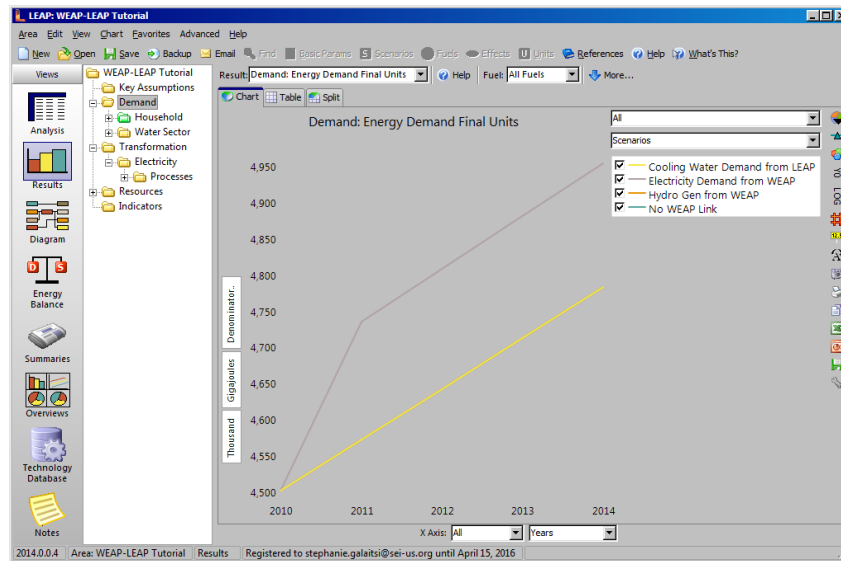 LEAP: WEAP-LEAP Tutorial
Area Edit View Chart Favorites Advanced Help
New Open Save Backup Email Find Basic Params Scenarios Fuels Effects Units References Help What's This?
Views
Analysis
Results
Diagram
Energy
Balance
Summaries
Overviews
Technology
Database
Notes
WEAP-LEAP Tutorial
Key Assumptions
Demand
Household
Water Sector
Transformation
Electricity
Processes
Resources
Indicators
Result: Demand: Energy Demand Final Units Help Fuel: All Fuels More...
Chart Table Split
Demand: Energy Demand Final Units
All
Scenarios
Cooling Water Demand from LEAP
Electricity Demand from WEAP
Hydro Gen from WEAP
No WEAP Link
LOG
4,950
4,900
4,850
4,800
4,750
4,700
4,650
4,600
4,550
4,500
Denominator..
Gigajoules
Thousand
2010 2011 2012 2013 2014
X Axis: All Years
2014.0.0.4 Area: WEAP-LEAP Tutorial Results Registered to stephanie.galaitsi@sei-us.org until April 15, 2016